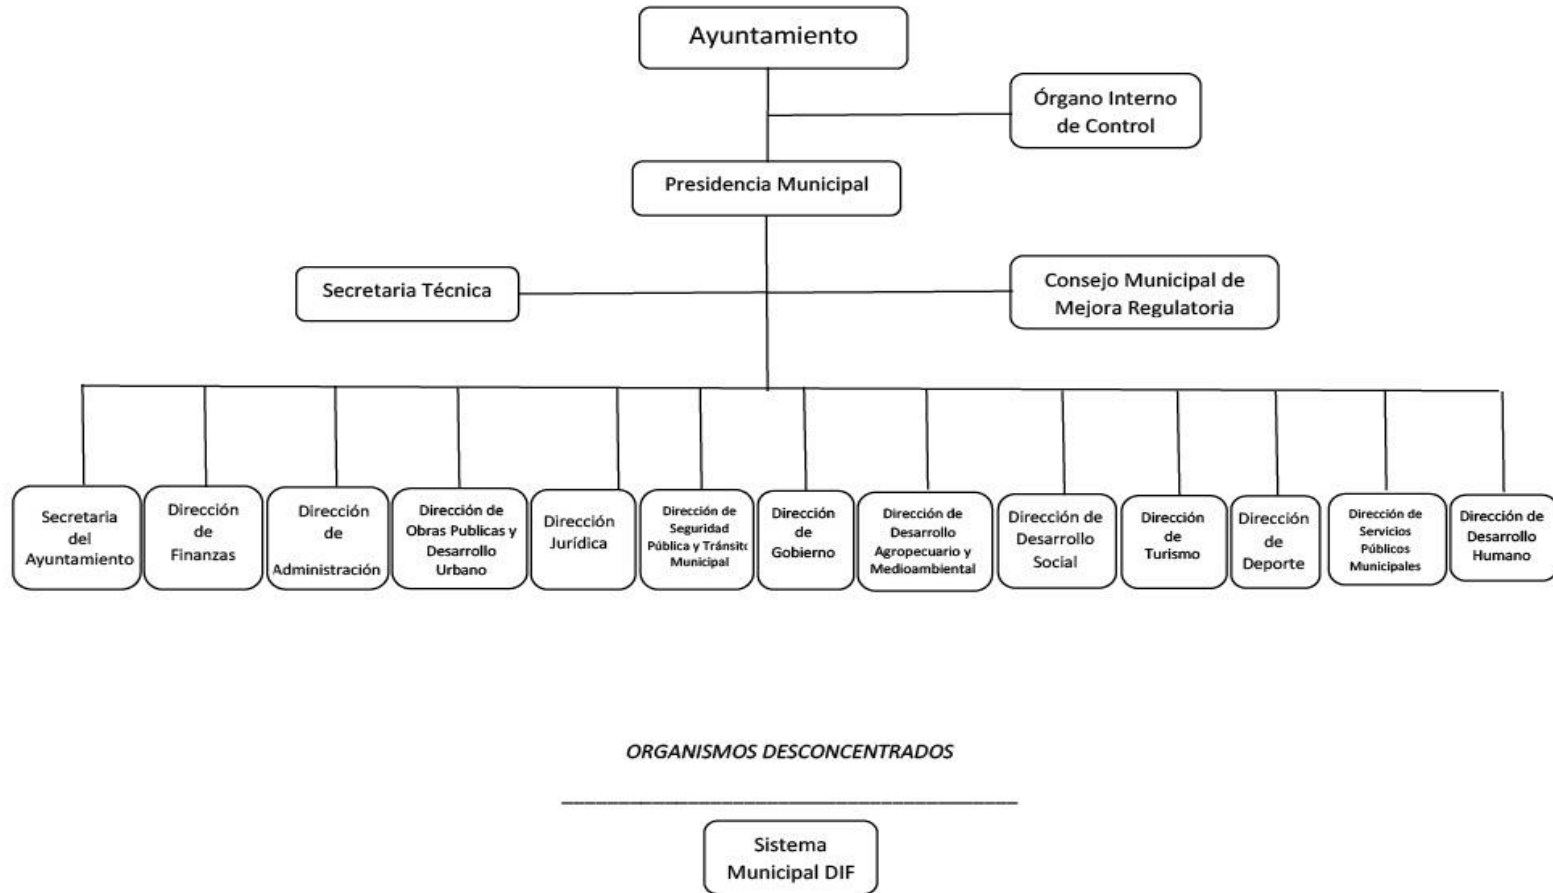 Ayuntamiento
Órgano Interno
de Control
Presidencia Municipal
Secretaria Técnica
Consejo Municipal de
Mejora Regulatoria
Secretaria
del
Ayuntamiento
Dirección
de
Finanzas
Dirección
de
Administración
Dirección de
Obras Publicas y
Desarrollo
Urbano
Dirección
Jurídica
Dirección de
Seguridad
Pública y Tránsito
Municipal
Dirección
de
Gobierno
Dirección de
Desarrollo
Agropecuario y
Medioambiental
Dirección de
Desarrollo
Social
Dirección
de
Turismo
Dirección
de
Deporte
Dirección de
Servicios
Públicos
Municipales
Dirección de
Desarrollo
Humano
ORGANISMOS DESCONCENTRADOS
Sistema
Municipal DIF